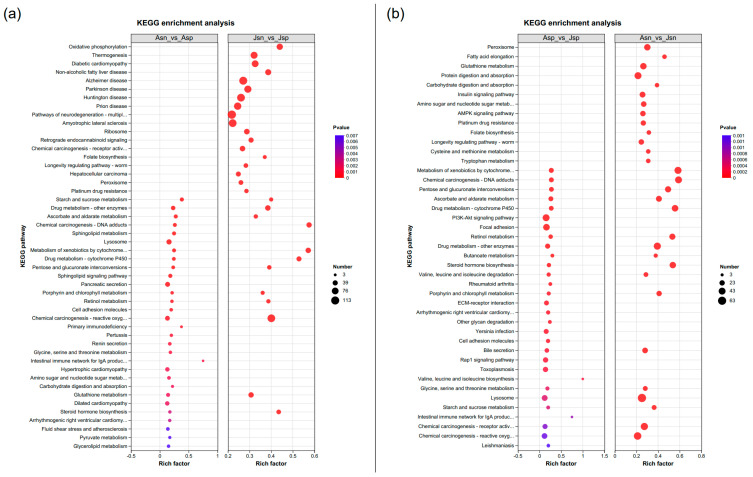 (a)
KEGG enrichment analysis
Asn_vs_Asp
Jsn_vs_Jsp
KEGG pathway
Oxidative phosphorylation
Thermogenesis
Diabetic cardiomyopathy
Non-alcoholic fatty liver disease
Alzheimer disease
Parkinson disease
Huntington disease
Prion disease
Pathways of neurodegeneration - multipl...
Amyotrophic lateral sclerosis
Ribosome
Retrograde endocannabinoid signaling
Chemical carcinogenesis - receptor activ...
Folate biosynthesis
Longevity regulating pathway - worm
Hepatocellular carcinoma
Peroxisome
Platinum drug resistance
Starch and sucrose metabolism
Drug metabolism - other enzymes
Ascorbate and aldarate metabolism
Chemical carcinogenesis - DNA adducts
Sphingolipid metabolism
Lysosome
Metabolism of xenobiotics by cytochrome...
Drug metabolism - cytochrome P450
Pentose and glucuronate interconversions
Sphingolipid signaling pathway
Pancreatic secretion
Porphyrin and chlorophyll metabolism
Retinol metabolism
Cell adhesion molecules
Chemical carcinogenesis - reactive oxyg...
Primary immunodeficiency
Pertussis
Renin secretion
Glycine, serine and threonine metabolism
Intestinal immune network for IgA produc...
Hypertrophic cardiomyopathy
Amino sugar and nucleotide sugar metab...
Carbohydrate digestion and absorption
Glutathione metabolism
Dilated cardiomyopathy
Steroid hormone biosynthesis
Arrhythmogenic right ventricular cardiomy...
Fluid shear stress and atherosclerosis
Pyruvate metabolism
Glycerolipid metabolism
-0.5 0 0.5 1
0.2 0.3 0.4 0.5 0.6
Rich factor
Rich factor
Pvalue
0.007
0.006
0.005
0.004
0.003
0.002
0.001
0
Number
3
39
76
113
(b)
KEGG enrichment analysis
Asp_vs_Jsp
Asn_vs_Jsn
KEGG pathway
Peroxisome
Fatty acid elongation
Glutathione metabolism
Protein digestion and absorption
Carbohydrate digestion and absorption
Insulin signaling pathway
Amino sugar and nucleotide sugar metab...
AMPK signaling pathway
Platinum drug resistance
Folate biosynthesis
Longevity regulating pathway - worm
Cysteine and methionine metabolism
Tryptophan metabolism
Metabolism of xenobiotics by cytochrome...
Chemical carcinogenesis - DNA adducts
Pentose and glucuronate interconversions
Ascorbate and aldarate metabolism
Drug metabolism - cytochrome P450
PI3K-Akt signaling pathway
Focal adhesion
Retinol metabolism
Drug metabolism - other enzymes
Butanoate metabolism
Steroid hormone biosynthesis
Valine, leucine and isoleucine degradation
Rheumatoid arthritis
Porphyrin and chlorophyll metabolism
ECM-receptor interaction
Arrhythmogenic right ventricular cardiomy...
Other glycan degradation
Yersinia infection
Cell adhesion molecules
Bile secretion
Rap1 signaling pathway
Toxoplasmosis
Valine, leucine and isoleucine biosynthesis
Glycine, serine and threonine metabolism
Lysosome
Starch and sucrose metabolism
Intestinal immune network for IgA produc...
Chemical carcinogenesis - receptor activ...
Chemical carcinogenesis - reactive oxyg...
Leishmaniasis
-0.5 0 0.5 1 1.5
0 0.2 0.4 0.6 0.8
Rich factor
Rich factor
Pvalue
0.001
0.001
0.0008
0.0006
0.0004
0.0002
0
Number
3
23
43
63